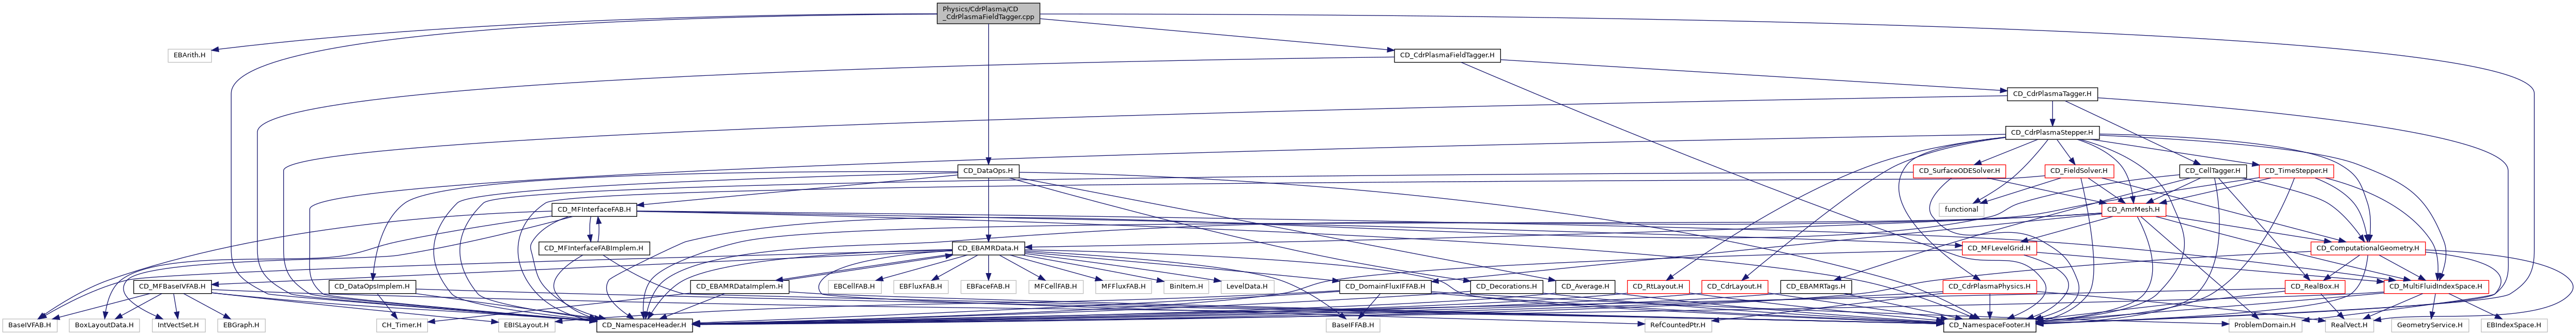 Physics/CdrPlasma/CD
_CdrPlasmaFieldTagger.cpp
EBArith.H
CD_CdrPlasmaFieldTagger.H
CD_CdrPlasmaTagger.H
CD_CdrPlasmaStepper.H
CD_DataOps.H
CD_SurfaceODESolver.H
CD_FieldSolver.H
CD_CellTagger.H
CD_TimeStepper.H
CD_MFInterfaceFAB.H
functional
CD_AmrMesh.H
CD_MFInterfaceFABImplem.H
CD_EBAMRData.H
CD_MFLevelGrid.H
CD_ComputationalGeometry.H
CD_MFBaseIVFAB.H
CD_DataOpsImplem.H
CD_EBAMRDataImplem.H
EBCellFAB.H
EBFluxFAB.H
EBFaceFAB.H
MFCellFAB.H
MFFluxFAB.H
BinItem.H
LevelData.H
CD_DomainFluxIFFAB.H
CD_Decorations.H
CD_Average.H
CD_RtLayout.H
CD_CdrLayout.H
CD_EBAMRTags.H
CD_CdrPlasmaPhysics.H
CD_RealBox.H
CD_MultiFluidIndexSpace.H
BaseIVFAB.H
BoxLayoutData.H
IntVectSet.H
EBGraph.H
CH_Timer.H
EBISLayout.H
CD_NamespaceHeader.H
BaseIFFAB.H
RefCountedPtr.H
CD_NamespaceFooter.H
ProblemDomain.H
RealVect.H
GeometryService.H
EBIndexSpace.H